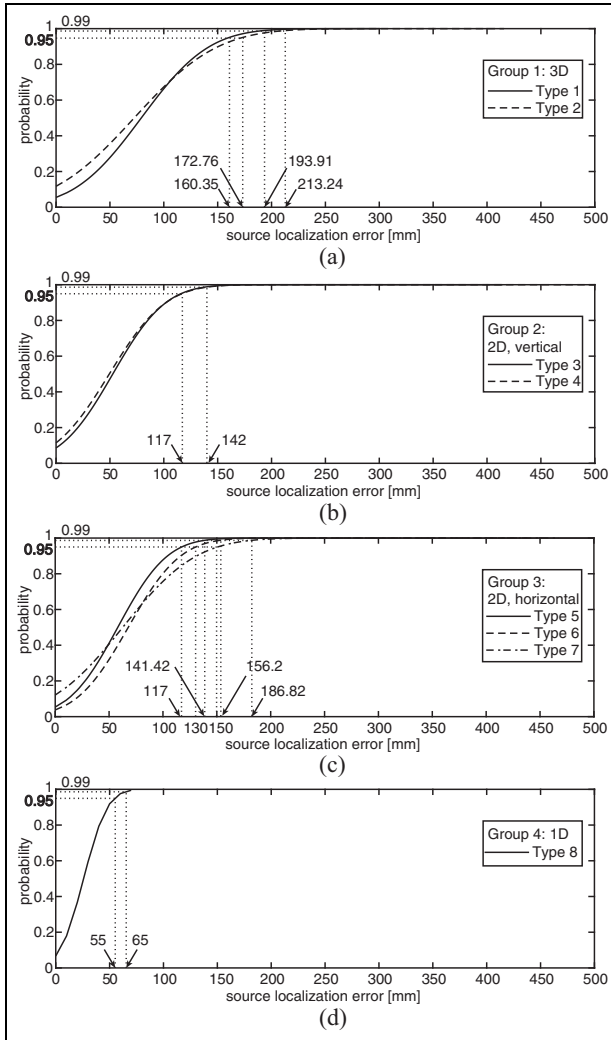 1 0.99
0.95
0.8
0.6
0.4
0.2
0
probability
Group 1: 3D
Type 1
Type 2
172.76 193.91
160.35 213.24
0 50 100 150 200 250 300 350 400 450 500
source localization error [mm]
(a)
1 0.99
0.95
0.8
0.6
0.4
0.2
0
probability
Group 2:
2D, vertical
Type 3
Type 4
117 142
0 50 100 150 200 250 300 350 400 450 500
source localization error [mm]
(b)
1 0.99
0.95
0.8
0.6
0.4
0.2
0
probability
Group 3:
2D, horizontal
Type 5
Type 6
Type 7
141.42 156.2
117 186.82
130
0 50 100 150 200 250 300 350 400 450 500
source localization error [mm]
(c)
1 0.99
0.95
0.8
0.6
0.4
0.2
0
probability
Group 4: 1D
Type 8
55 65
0 50 100 150 200 250 300 350 400 450 500
source localization error [mm]
(d)